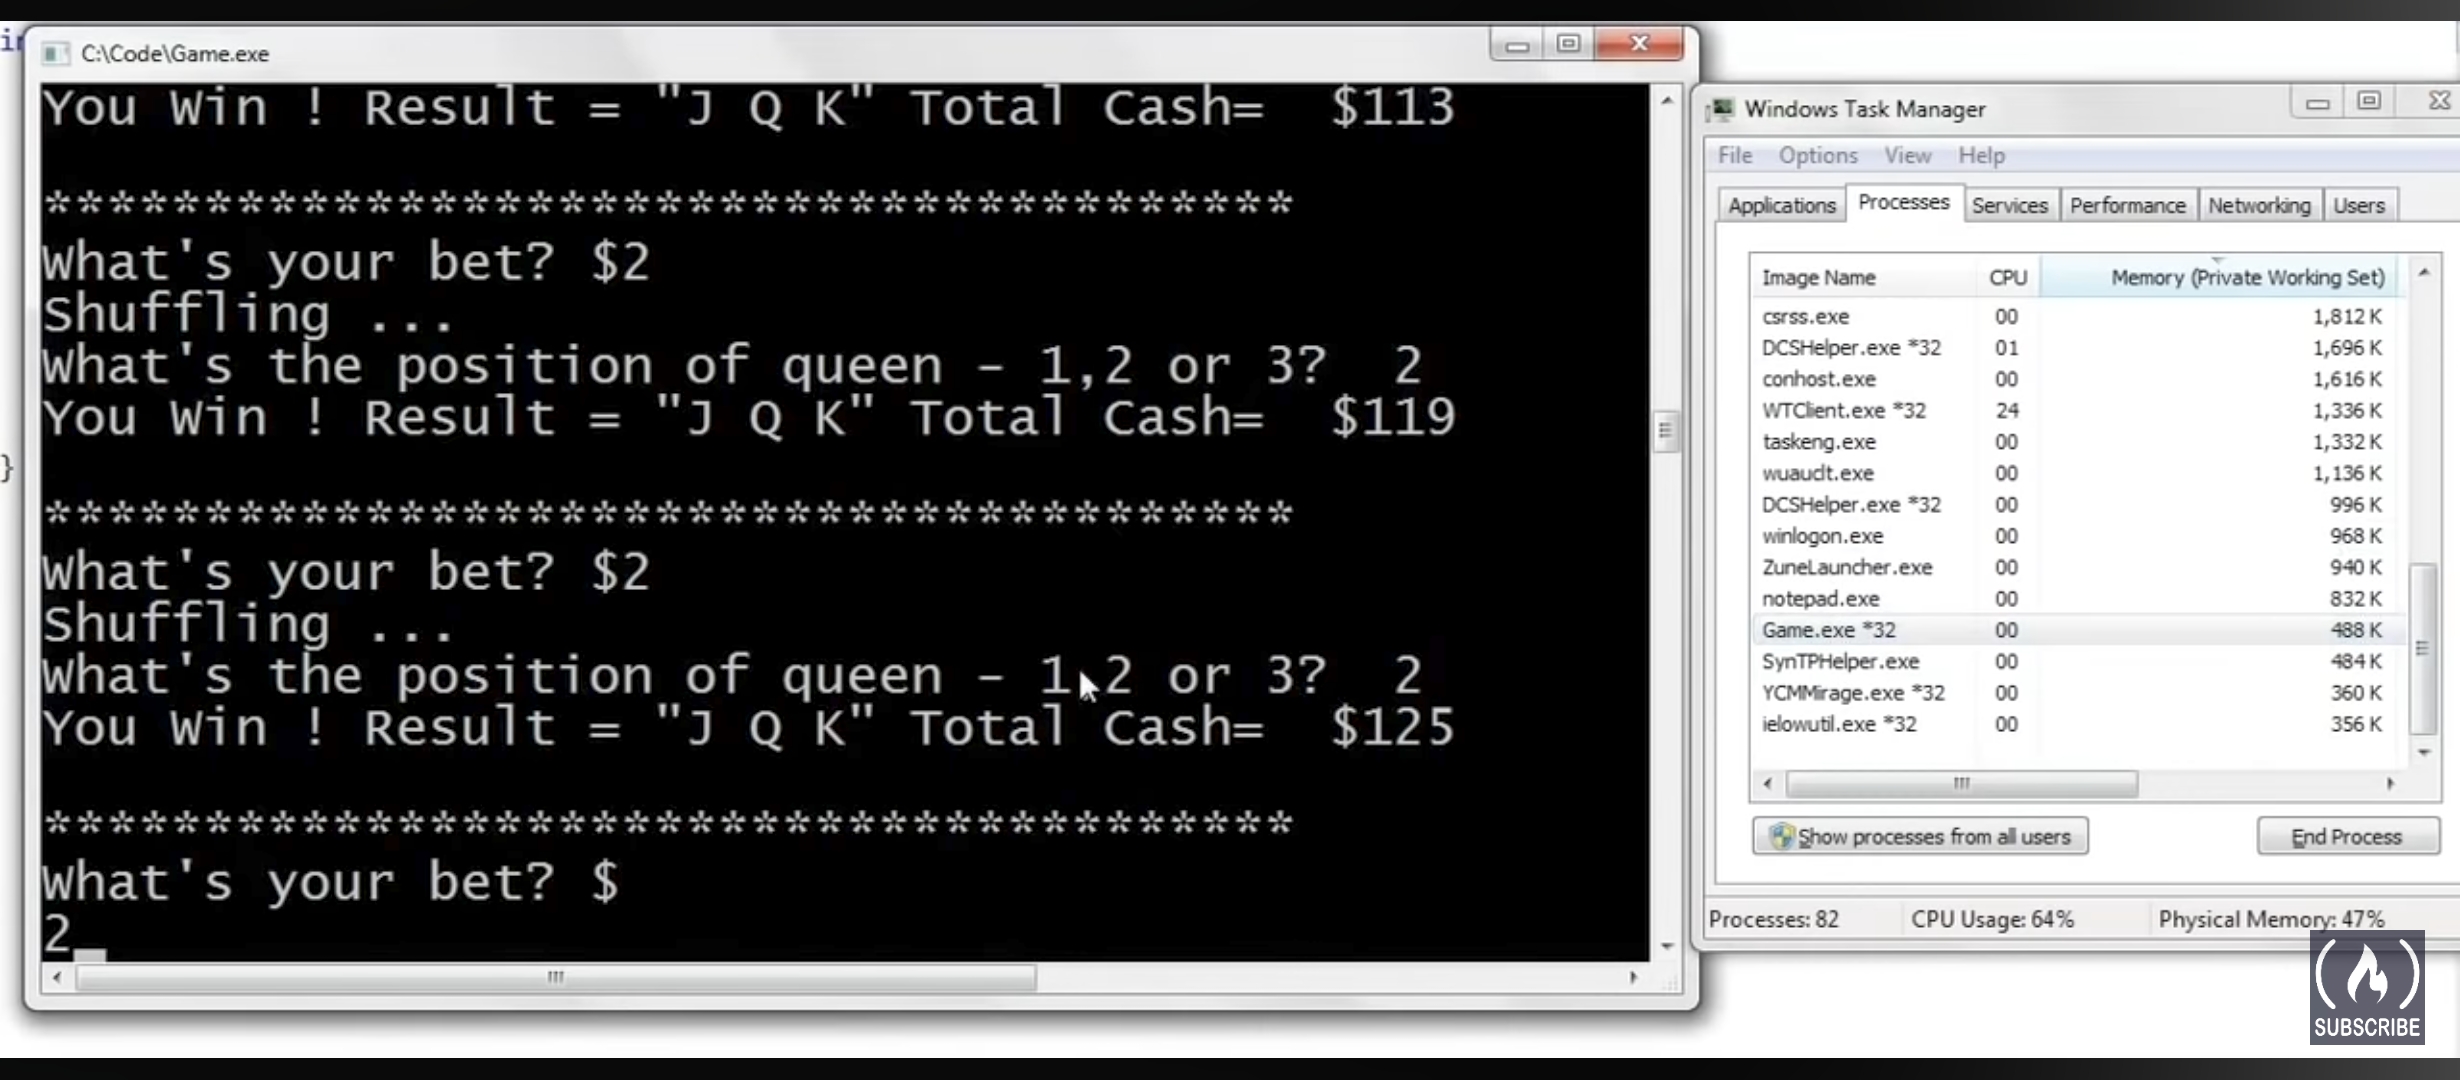 in
C:\Code\Game.exe
You Win ! Result = "J Q K" Total Cash=  $113
***************************************
What's your bet? $2
Shuffling ...
What's the position of queen – 1,2 or 3?  2
You Win ! Result = "J Q K" Total Cash=  $119
***************************************
What's your bet? $2
Shuffling ...
What's the position of queen – 1,2 or 3?  2
You Win ! Result = "J Q K" Total Cash=  $125
***************************************
What's your bet? $
2_
}
Windows Task Manager
File Options View Help
Applications Processes Services Performance Networking Users
Image Name CPU Memory (Private Working Set)
csrss.exe 00 1,812 K
DCSHelper.exe *32 01 1,696 K
conhost.exe 00 1,616 K
WTClient.exe *32 24 1,336 K
taskeng.exe 00 1,332 K
wuauclt.exe 00 1,136 K
DCSHelper.exe *32 00 996 K
winlogon.exe 00 968 K
ZuneLauncher.exe 00 940 K
notepad.exe 00 832 K
Game.exe *32 00 488 K
SynTPHelper.exe 00 484 K
YCMMirage.exe *32 00 360 K
ielowutil.exe *32 00 356 K
Show processes from all users End Process
Processes: 82 CPU Usage: 64% Physical Memory: 47%
SUBSCRIBE